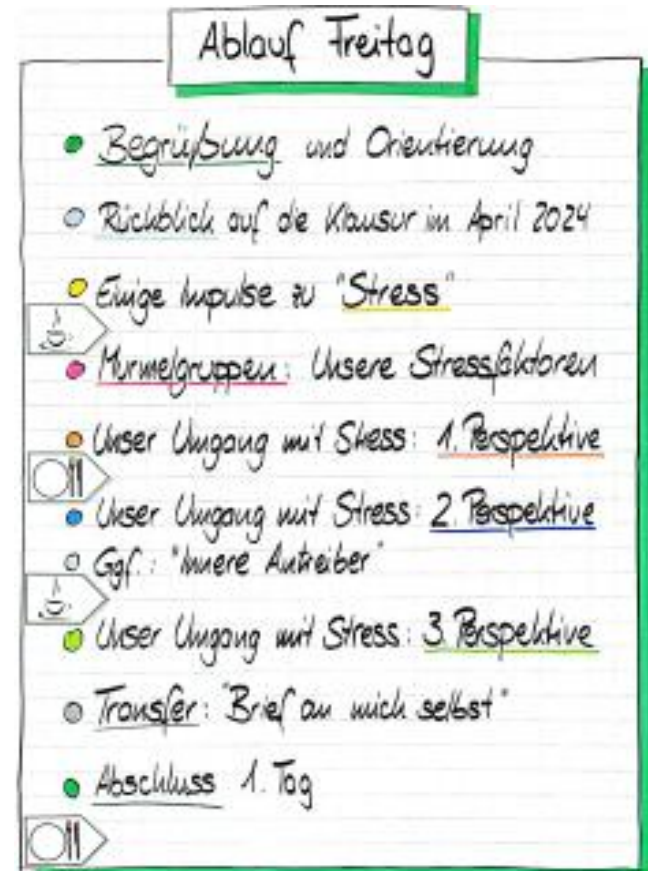 Ablauf Freitag
Begrüßung und Orientierung
Rückblick auf die Klausur im April 2024
Einige Impulse zu "Stress"
Murmelgruppen: Unsere Stressfaktoren
Unser Umgang mit Stress: 1. Perspektive
Unser Umgang mit Stress: 2. Perspektive
Ggf.: "Innere Antreiber"
Unser Umgang mit Stress: 3. Perspektive
Transfer: "Brief an mich selbst"
Abschluss 1. Tag